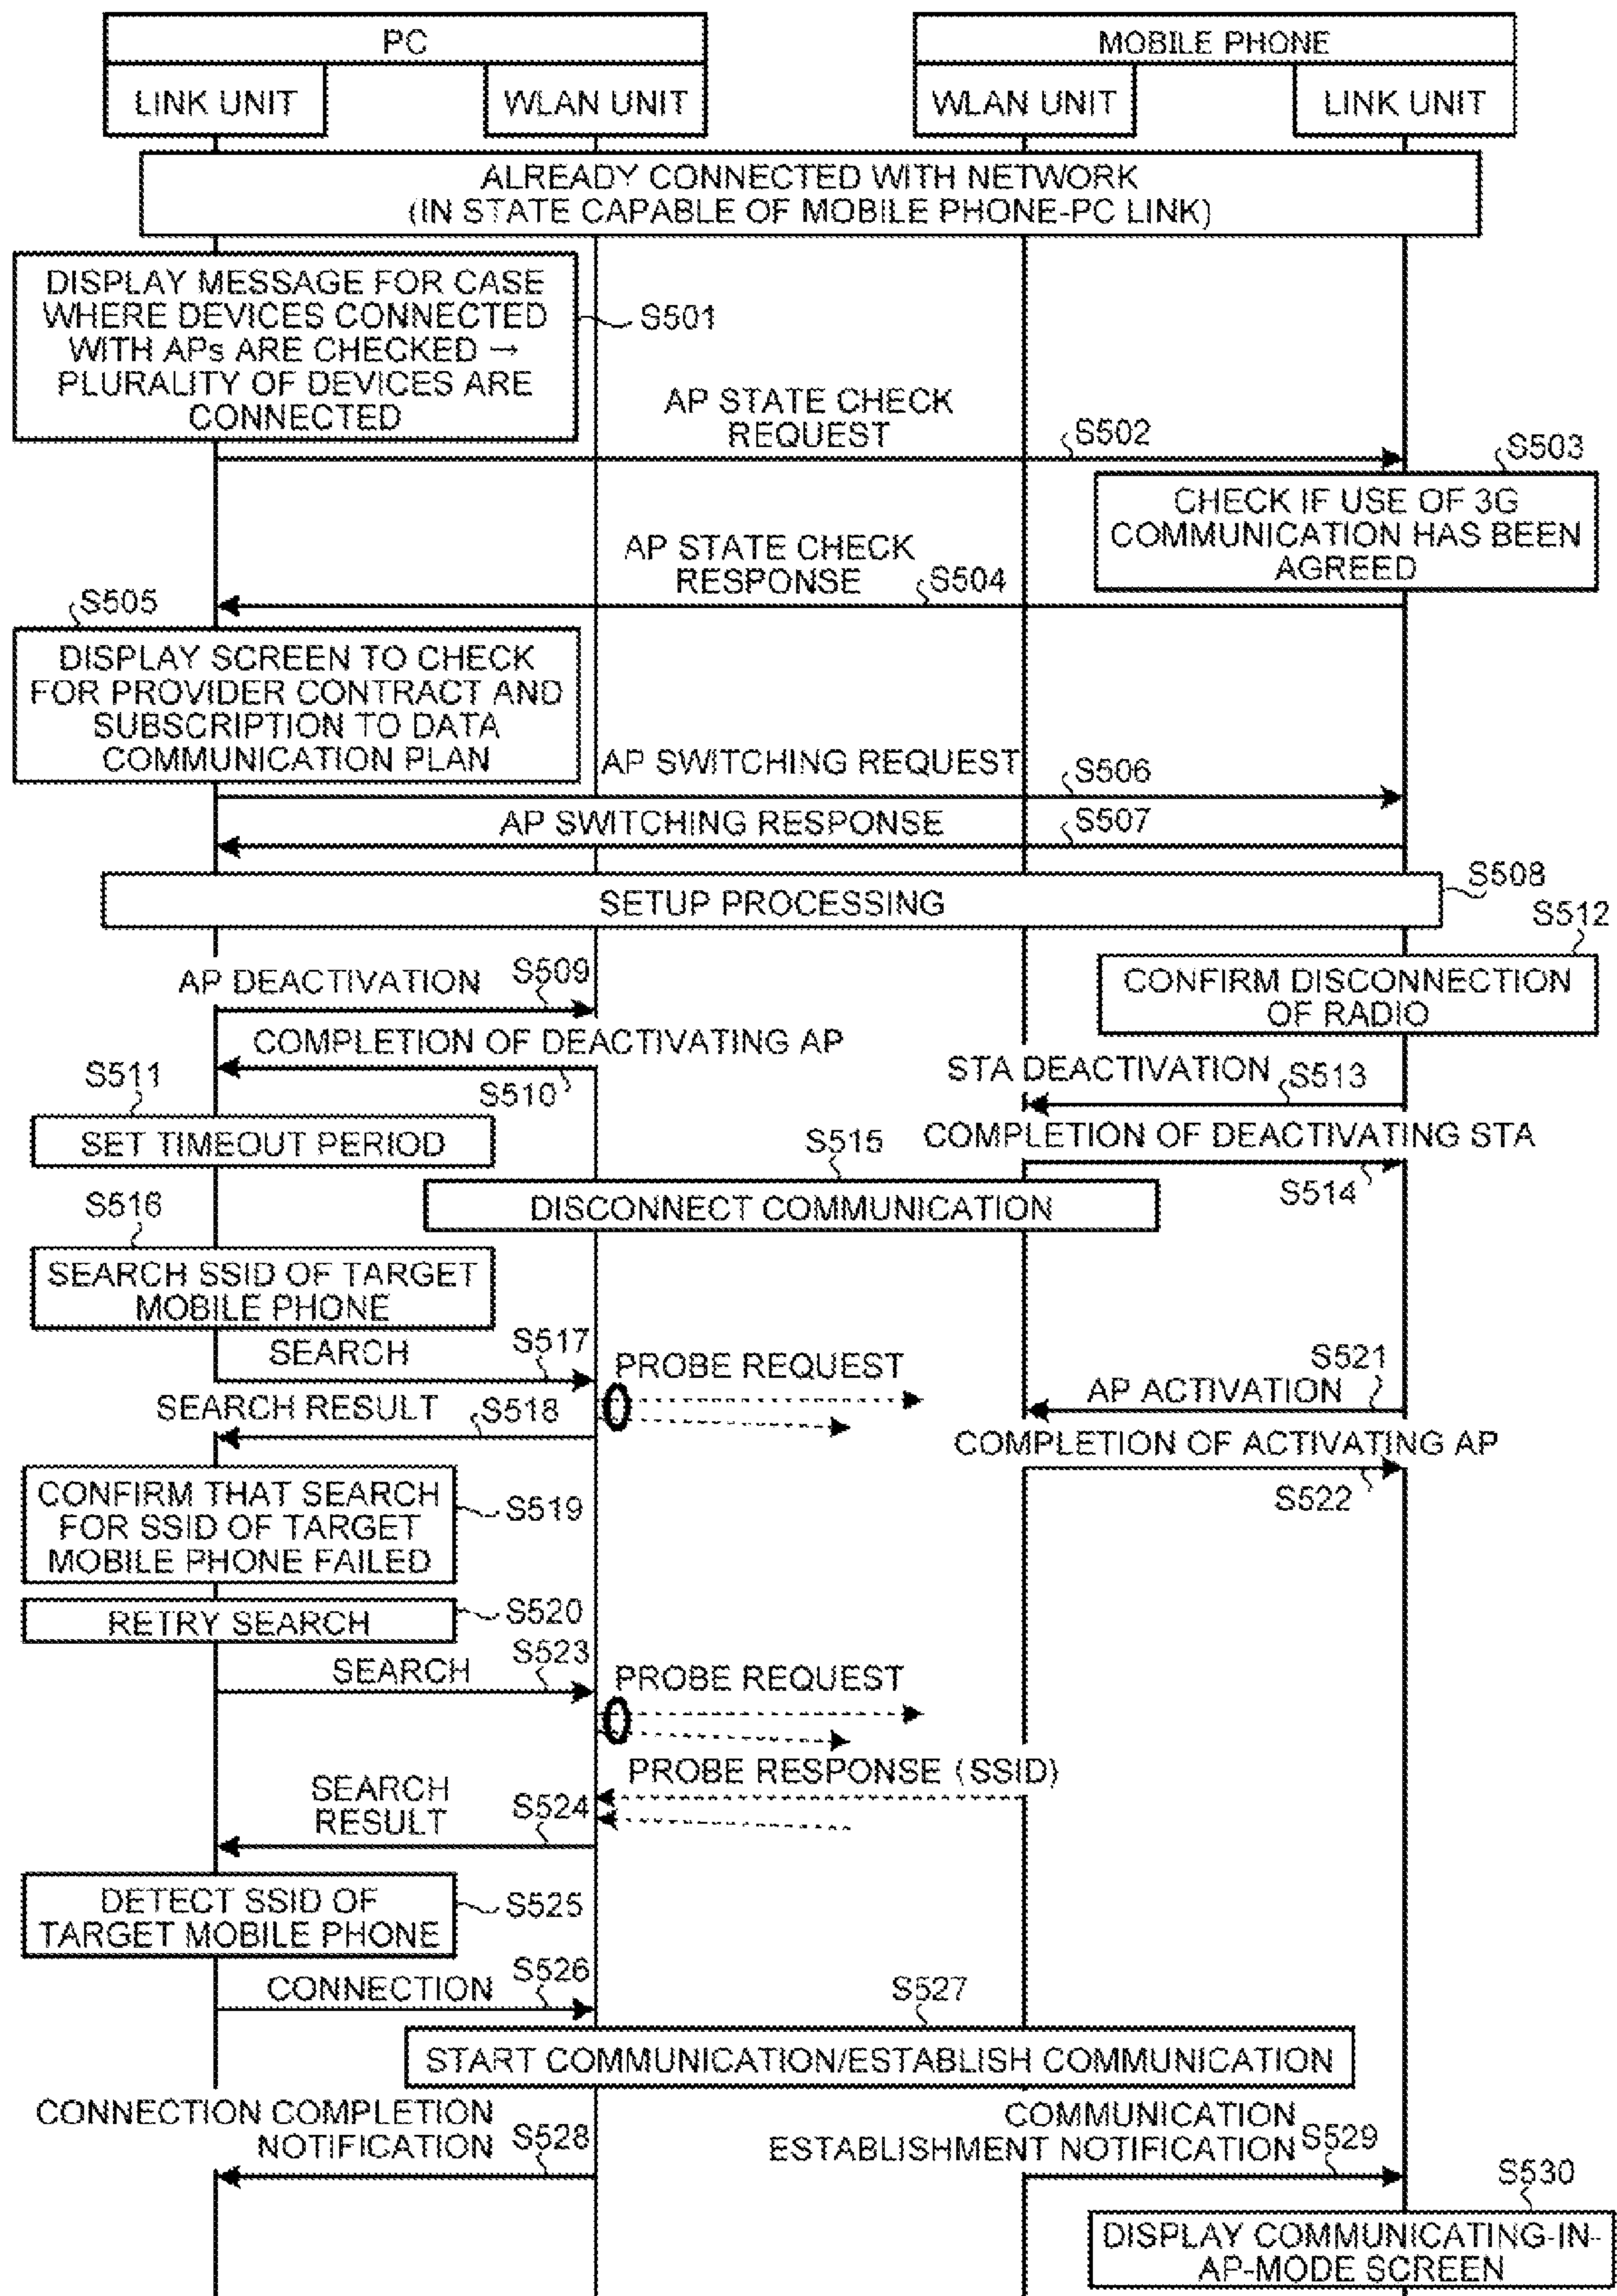 PC
MOBILE PHONE
LINK UNIT
WLAN UNIT
WLAN UNIT
LINK UNIT
ALREADY CONNECTED WITH NETWORK
(IN STATE CAPABLE OF MOBILE PHONE-PC LINK)
DISPLAY MESSAGE FOR CASE
WHERE DEVICES CONNECTED
WITH APs ARE CHECKED →
PLURALITY OF DEVICES ARE
CONNECTED
S501
AP STATE CHECK
REQUEST
S502
S503
CHECK IF USE OF 3G
COMMUNICATION HAS BEEN
AGREED
AP STATE CHECK
RESPONSE
S504
S505
DISPLAY SCREEN TO CHECK
FOR PROVIDER CONTRACT AND
SUBSCRIPTION TO DATA
COMMUNICATION PLAN
AP SWITCHING REQUEST
S506
AP SWITCHING RESPONSE
S507
SETUP PROCESSING
S508
S512
AP DEACTIVATION
S509
CONFIRM DISCONNECTION
OF RADIO
COMPLETION OF DEACTIVATING AP
S510
STA DEACTIVATION
S513
S511
SET TIMEOUT PERIOD
COMPLETION OF DEACTIVATING STA
S514
S515
DISCONNECT COMMUNICATION
S516
SEARCH SSID OF TARGET
MOBILE PHONE
SEARCH
S517
PROBE REQUEST
S521
AP ACTIVATION
SEARCH RESULT
S518
COMPLETION OF ACTIVATING AP
S522
CONFIRM THAT SEARCH
FOR SSID OF TARGET
MOBILE PHONE FAILED
S519
RETRY SEARCH
S520
SEARCH
S523
PROBE REQUEST
PROBE RESPONSE (SSID)
SEARCH
RESULT
S524
DETECT SSID OF
TARGET MOBILE PHONE
S525
CONNECTION
S526
S527
START COMMUNICATION/ESTABLISH COMMUNICATION
CONNECTION COMPLETION
NOTIFICATION
S528
COMMUNICATION
ESTABLISHMENT NOTIFICATION
S529
S530
DISPLAY COMMUNICATING-IN-
AP-MODE SCREEN